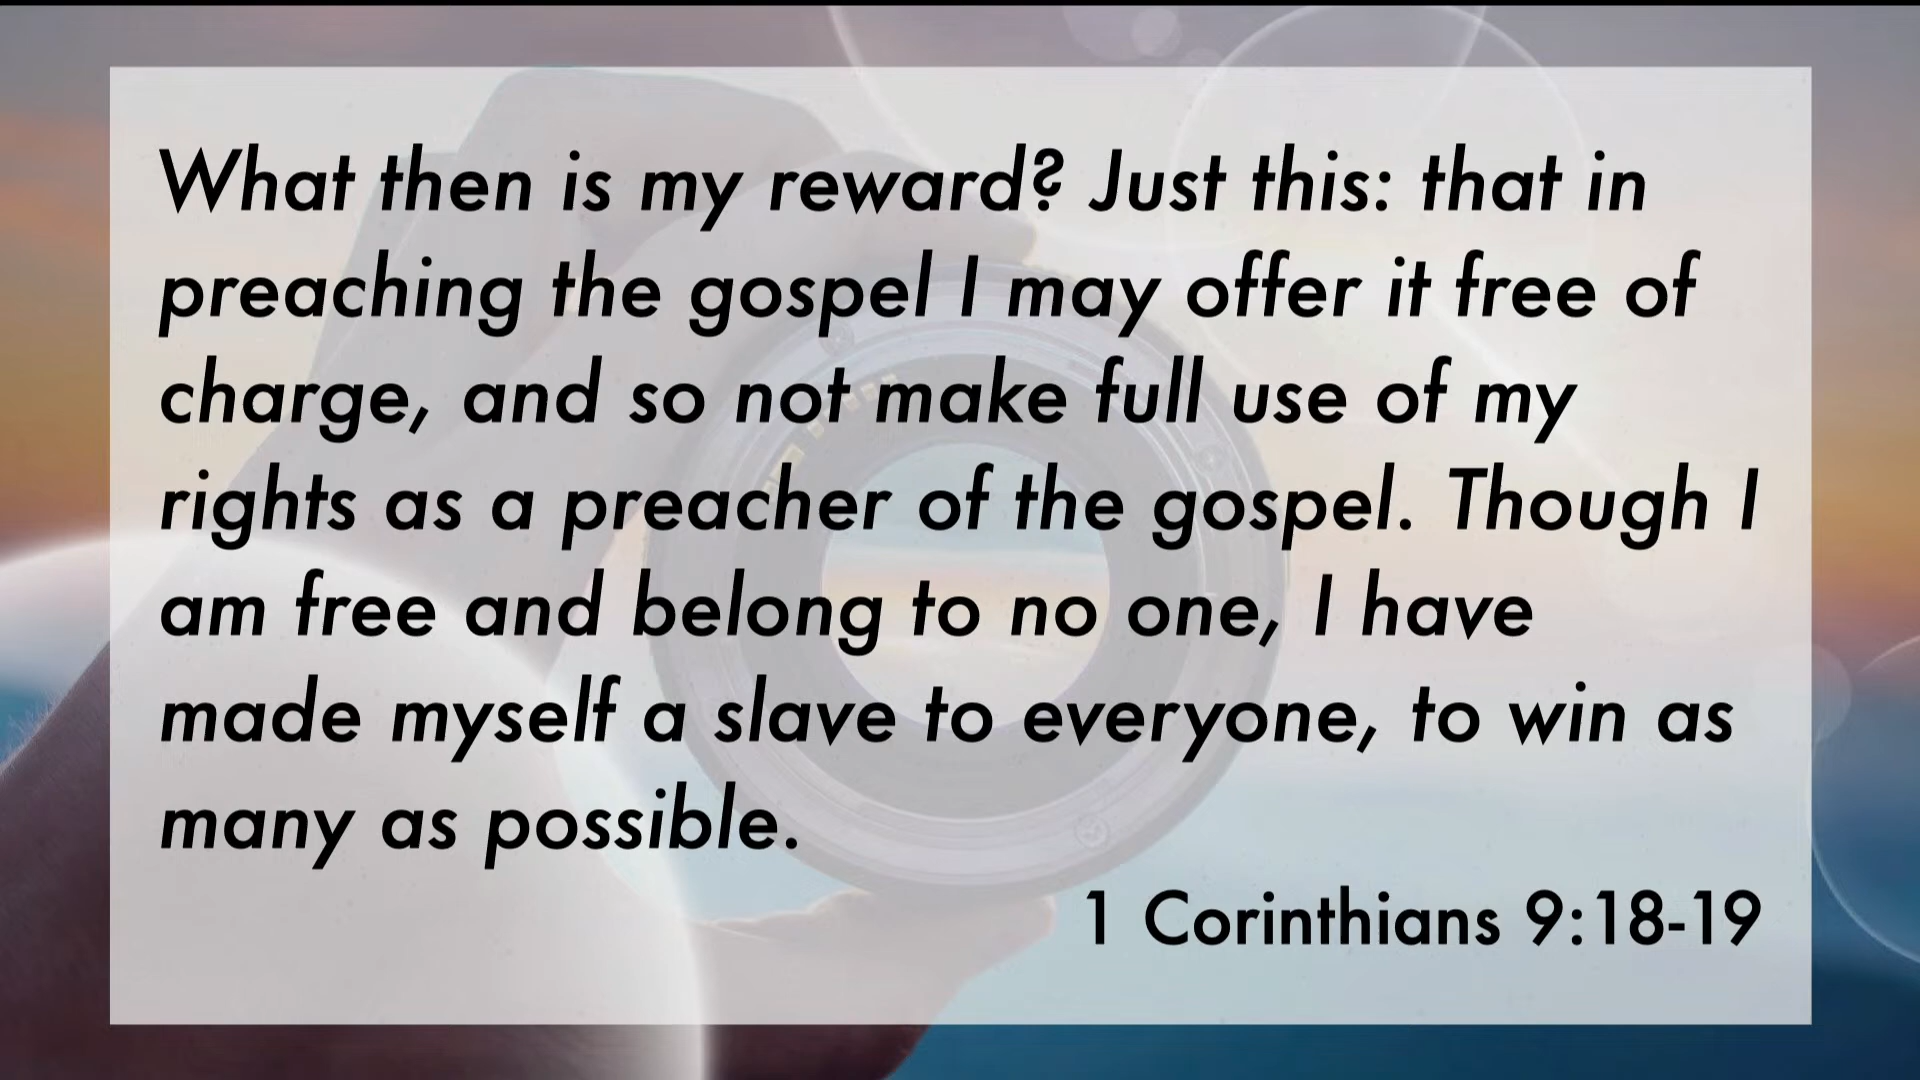 What then is my reward? Just this: that in
preaching the gospel I may offer it free of
charge, and so not make full use of my
rights as a preacher of the gospel. Though I
am free and belong to no one, I have
made myself a slave to everyone, to win as
many as possible.
1 Corinthians 9:18-19